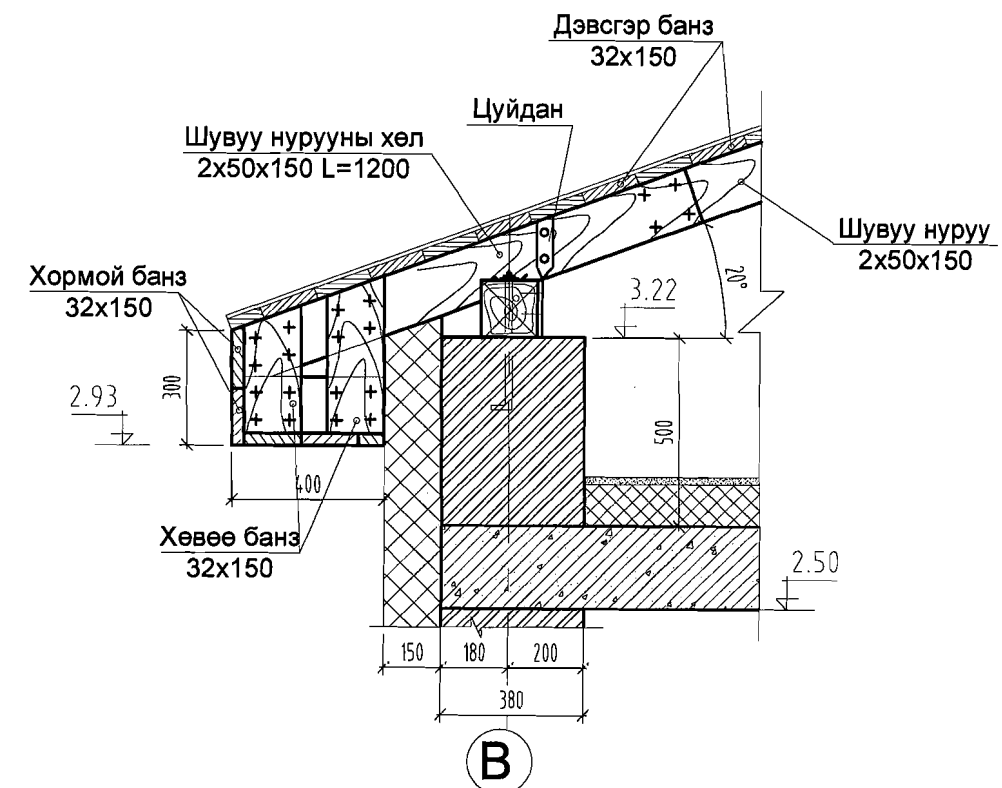 Дэвсгэр банз
32x150
Цуйдан
Шувуу нурууны хөл
2x50x150 L=1200
Шувуу нуруу
2x50x150
Хормой банз
32x150
20°
3.22
300
2.93
500
400
Хөвөө банз
32x150
2.50
150
180
200
380
В